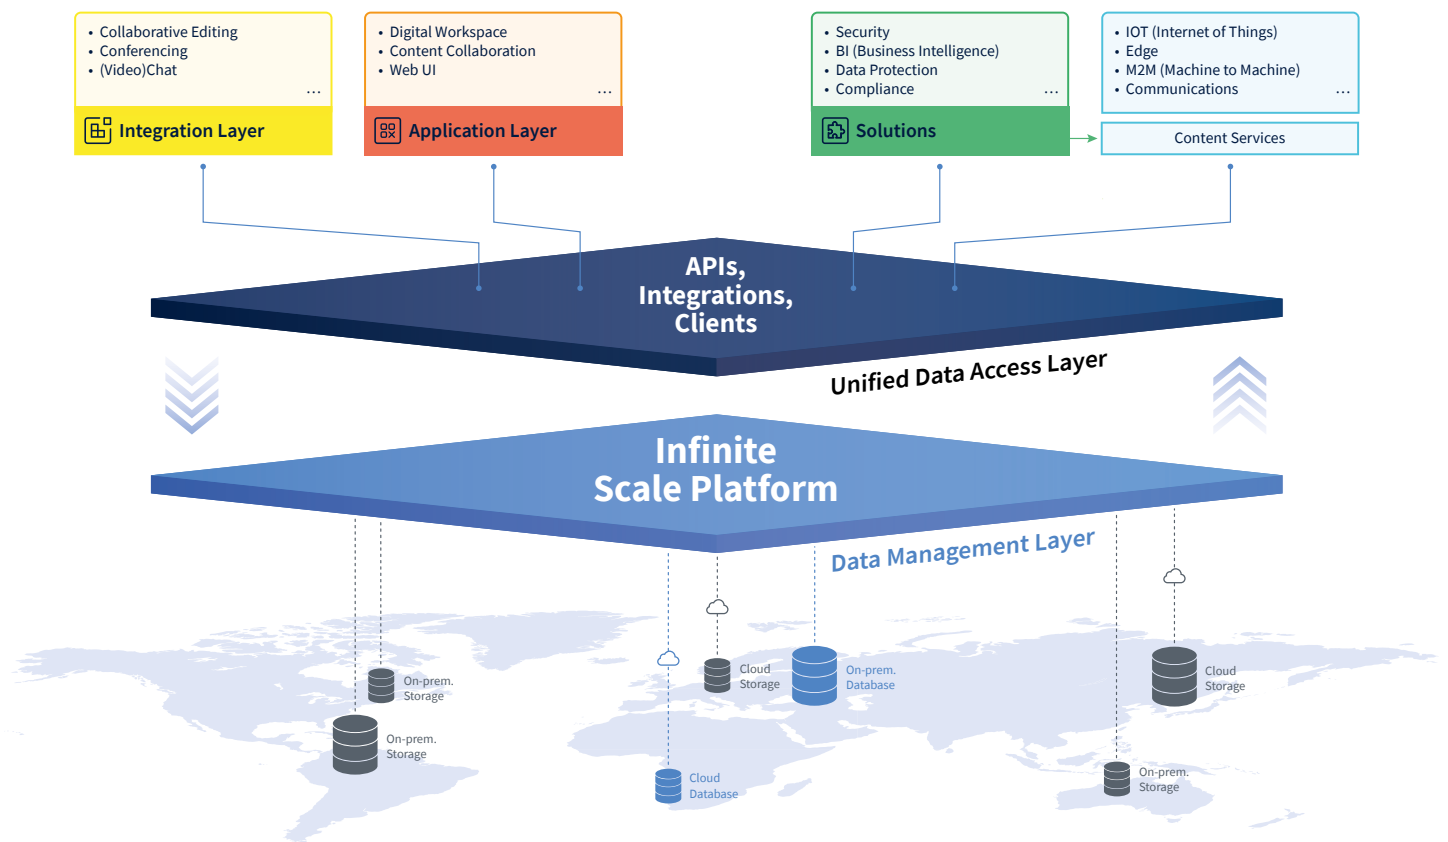 • Collaborative Editing
• Conferencing
• (Video)Chat
...
Integration Layer
• Digital Workspace
• Content Collaboration
• Web UI
...
Application Layer
• Security
• BI (Business Intelligence)
• Data Protection
• Compliance
...
Solutions
• IOT (Internet of Things)
• Edge
• M2M (Machine to Machine)
• Communications
...
Content Services
APIs,
Integrations,
Clients
Unified Data Access Layer
Infinite
Scale Platform
Data Management Layer
On-prem.
Storage
On-prem.
Storage
Cloud
Database
Cloud
Storage
On-prem.
Database
On-prem.
Storage
Cloud
Storage